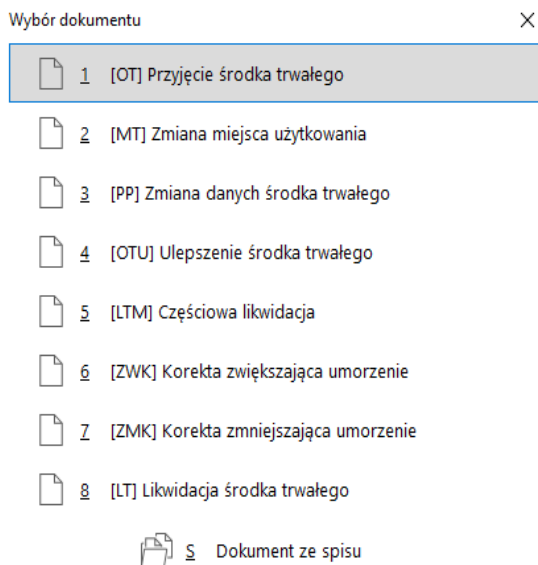 Wybór dokumentu
1 [OT] Przyjęcie środka trwałego
2 [MT] Zmiana miejsca użytkowania
3 [PP] Zmiana danych środka trwałego
4 [OTU] Ulepszenie środka trwałego
5 [LTM] Częściowa likwidacja
6 [ZWK] Korekta zwiększająca umorzenie
7 [ZMK] Korekta zmniejszająca umorzenie
8 [LT] Likwidacja środka trwałego
S Dokument ze spisu